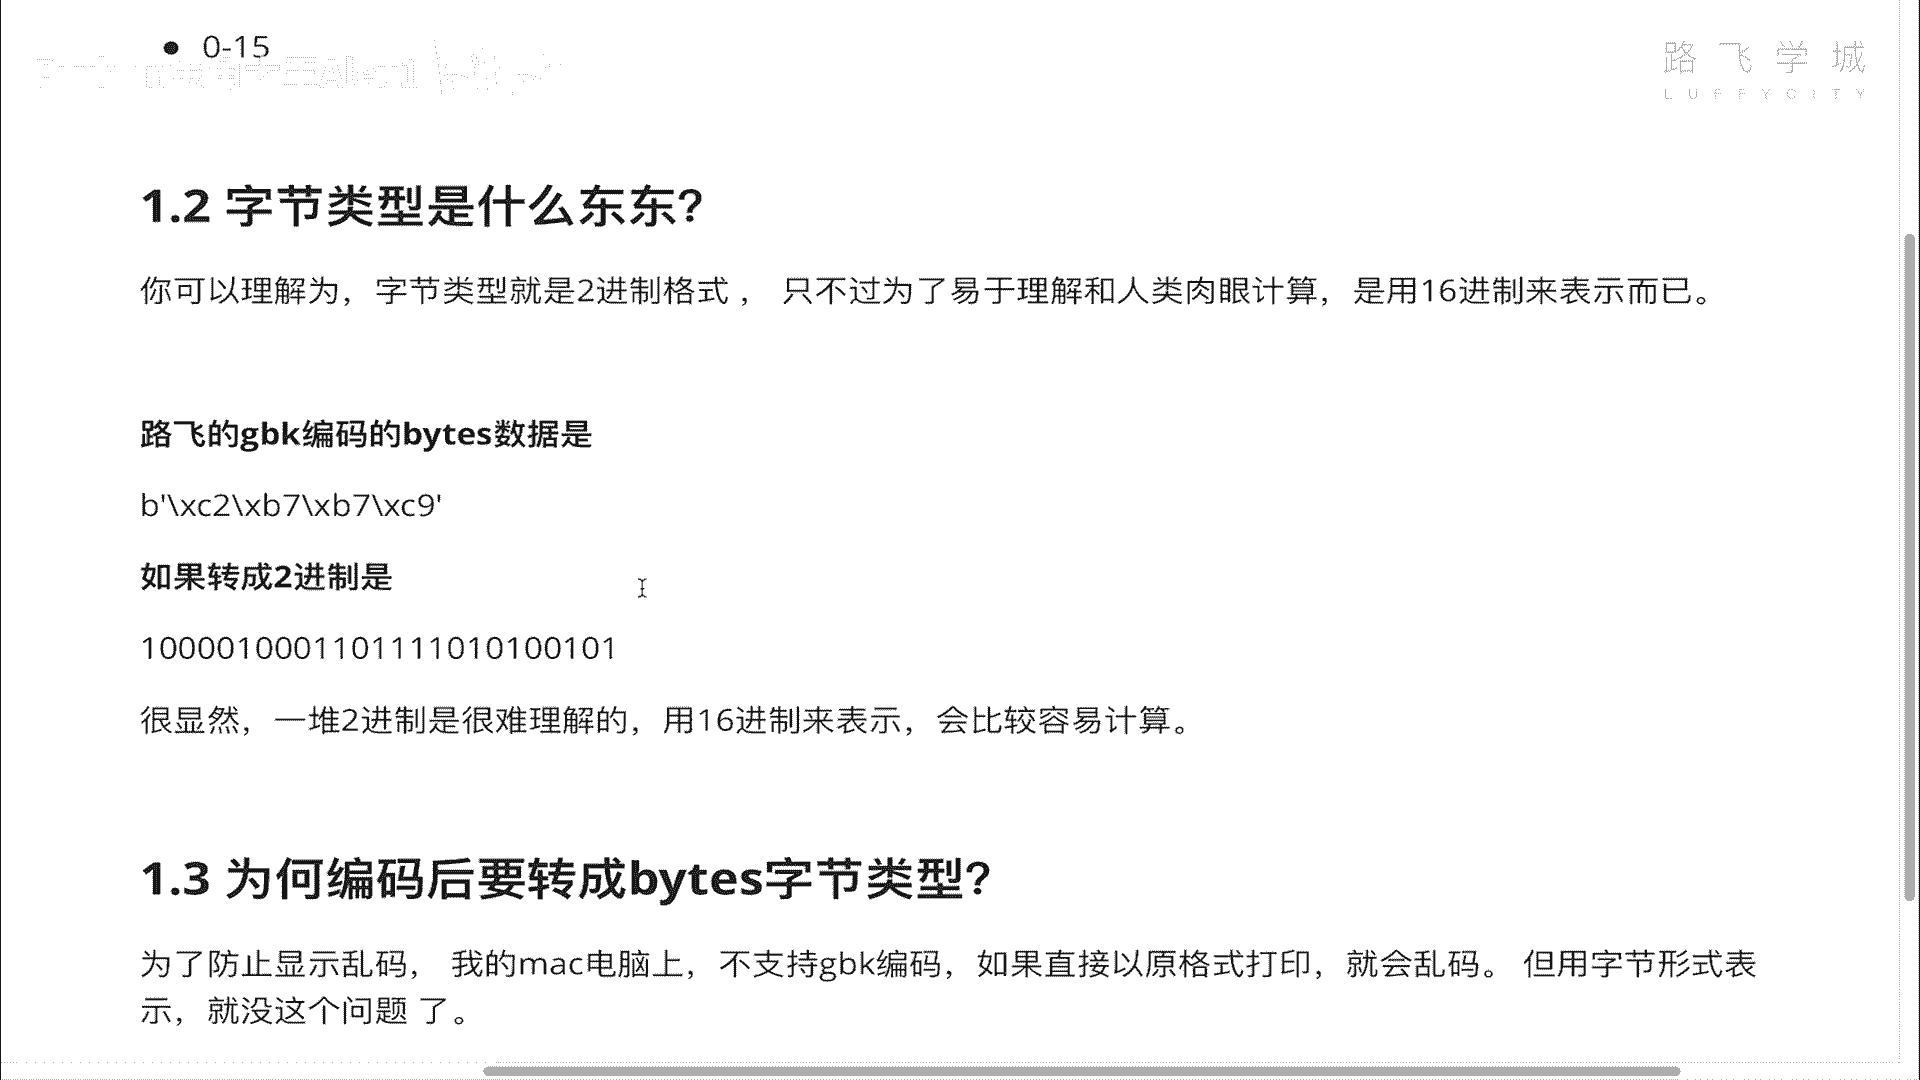 0-15
路飞学城
LUFFYCITY
1.2 字节类型是什么东东?
你可以理解为，字节类型就是2进制格式 ， 只不过为了易于理解和人类肉眼计算，是用16进制来表示而已。
路飞的gbk编码的bytes数据是
b'\xc2\xb7\xb7\xc9'
如果转成2进制是
1000010001101111010100101
很显然，一堆2进制是很难理解的，用16进制来表示，会比较容易计算。
1.3 为何编码后要转成bytes字节类型?
为了防止显示乱码， 我的mac电脑上，不支持gbk编码，如果直接以原格式打印，就会乱码。 但用字节形式表
示，就没这个问题 了。